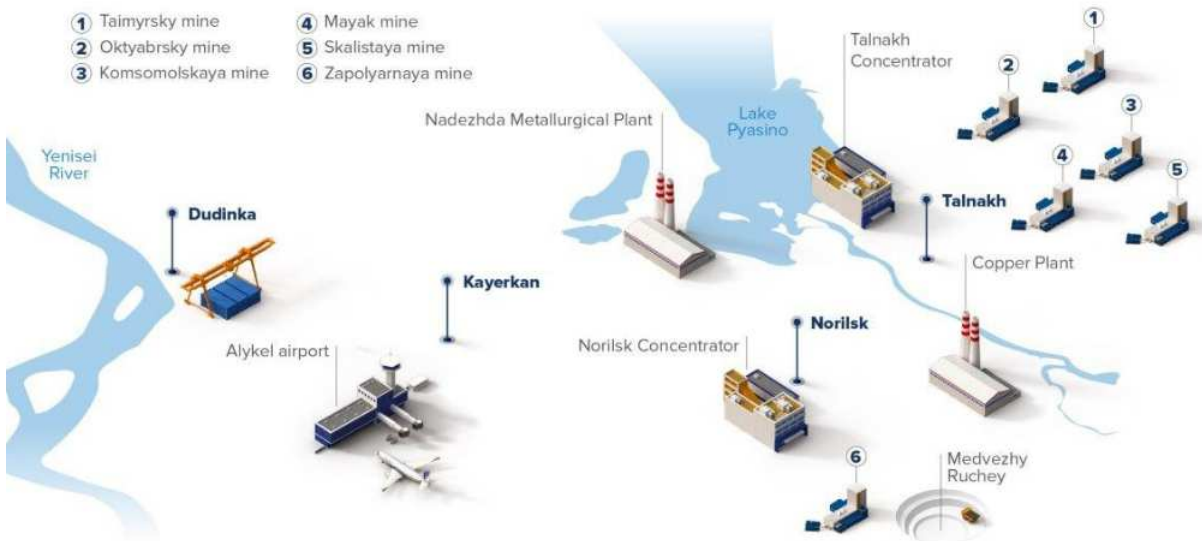 1 Taimyrsky mine
2 Oktyabrsky mine
3 Komsomolskaya mine
4 Mayak mine
5 Skalistaya mine
6 Zapolyarnaya mine
1
Talnakh
Concentrator
2
Lake
Pyasino
3
Nadezhda Metallurgical Plant
Yenisei
River
4
5
Dudinka
Talnakh
Copper Plant
Kayerkan
Norilsk
Alykel airport
Norilsk Concentrator
6
Medvezhy
Ruchey